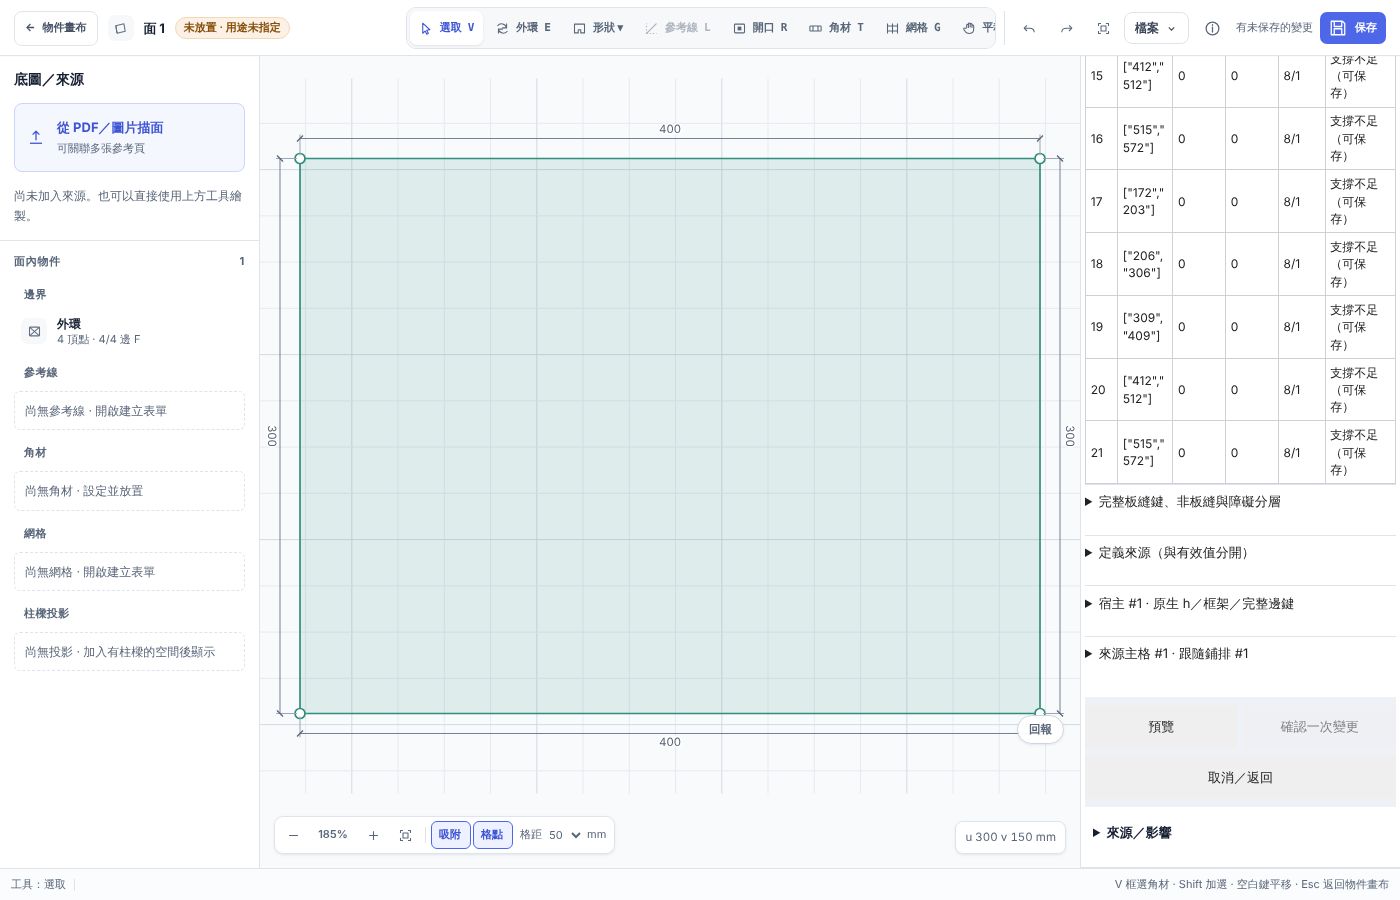 物件畫布
面 1
未放置 · 用途未指定
選取 V
外環 E
形狀▼
參考線 L
開口 R
角材 T
網格 G
檔案
有未保存的變更
保存
底圖／來源
從 PDF／圖片描面
可關聯多張參考頁
尚未加入來源。也可以直接使用上方工具繪
製。
面內物件
1
邊界
外環
4 頂點 · 4/4 邊 F
參考線
尚無參考線 · 開啟建立表單
角材
尚無角材 · 設定並放置
網格
尚無網格 · 開啟建立表單
柱樑投影
尚無投影 · 加入有柱樑的空間後顯示
400
300
300
400
回報
185%
吸附
格點
格距
50
mm
u 300 v 150 mm
15 ["412"," 512"] 0 0 8/1 支撐不足（可保存）
16 ["515"," 572"] 0 0 8/1 支撐不足（可保存）
17 ["172"," 203"] 0 0 8/1 支撐不足（可保存）
18 ["206", "306"] 0 0 8/1 支撐不足（可保存）
19 ["309", "409"] 0 0 8/1 支撐不足（可保存）
20 ["412"," 512"] 0 0 8/1 支撐不足（可保存）
21 ["515"," 572"] 0 0 8/1 支撐不足（可保存）
完整板縫鍵、非板縫與障礙分層
定義來源（與有效值分開）
宿主 #1 · 原生 h／框架／完整邊鍵
來源主格 #1 · 跟隨鋪排 #1
預覽
確認一次變更
取消／返回
來源／影響
工具：選取
V 框選角材 · Shift 加選 · 空白鍵平移 · Esc 返回物件畫布